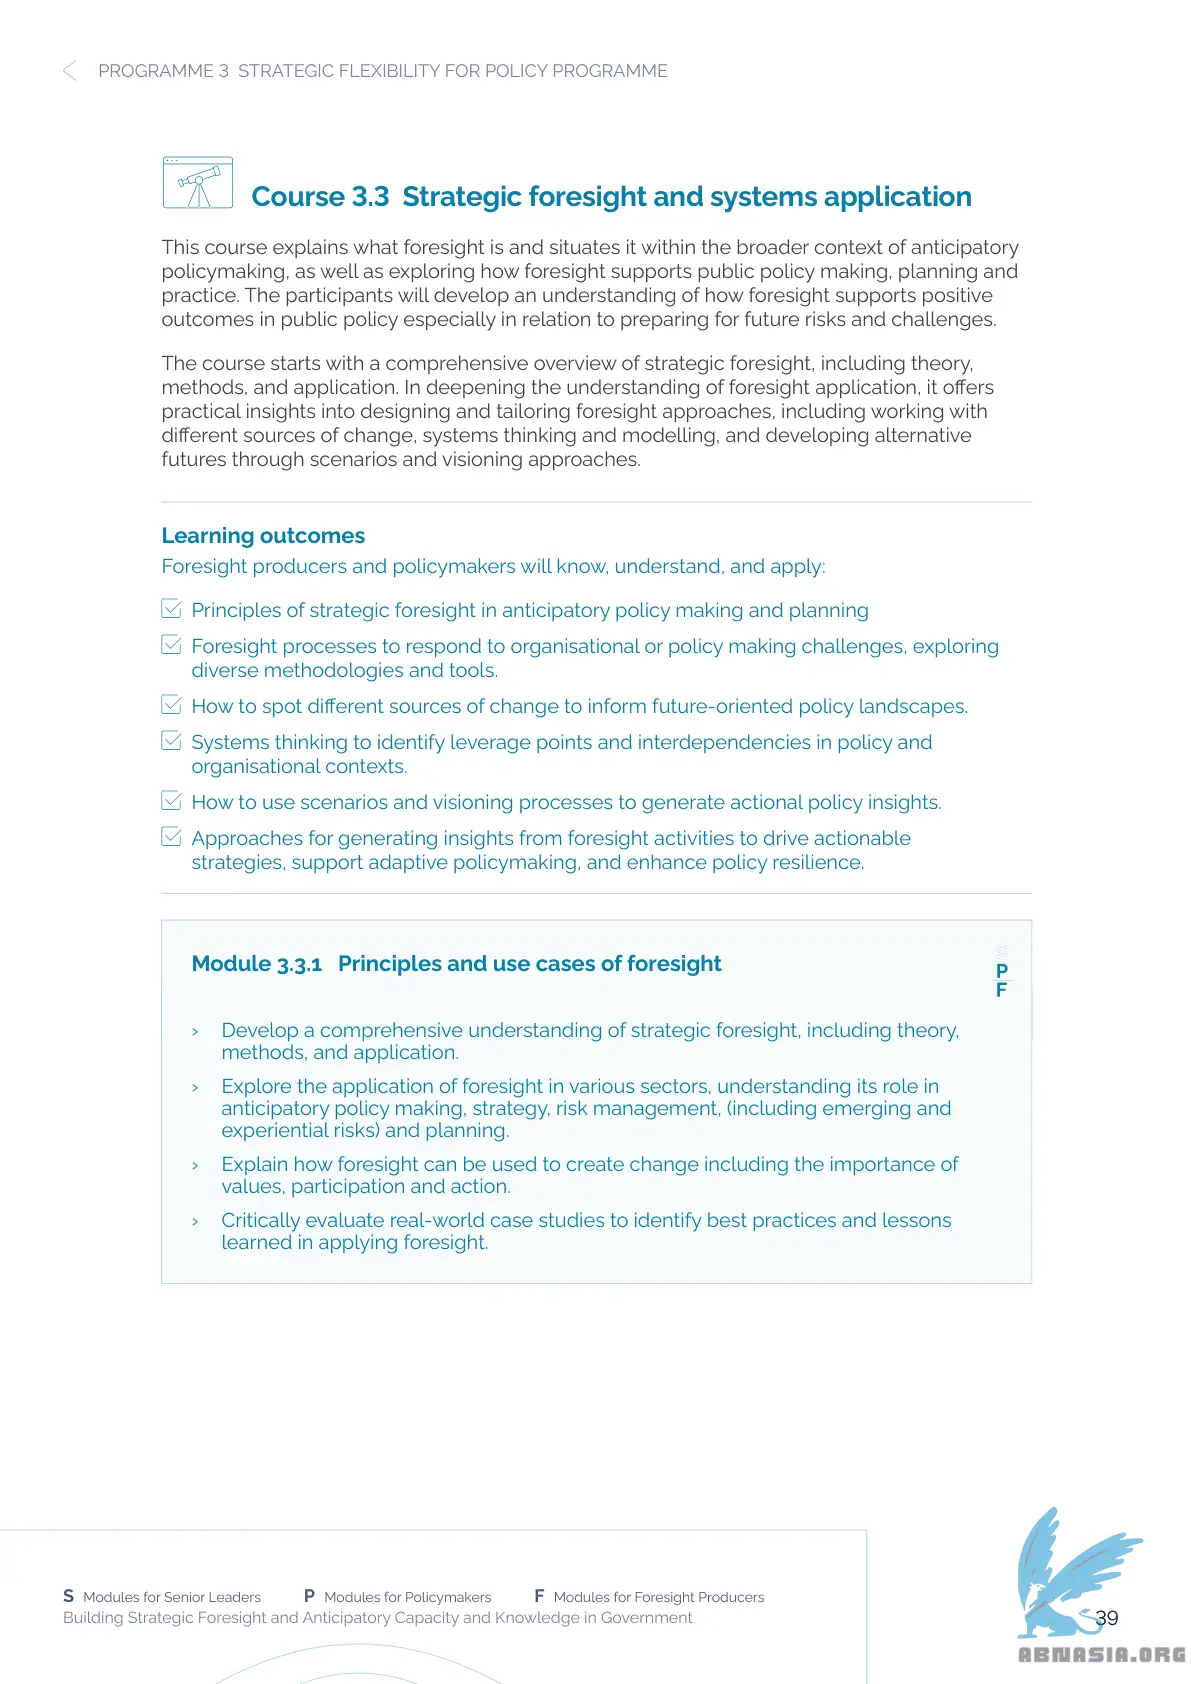 PROGRAMME 3 STRATEGIC FLEXIBILITY FOR POLICY PROGRAMME
Course 3.3 Strategic foresight and systems application
This course explains what foresight is and situates it within the broader context of anticipatory
policymaking, as well as exploring how foresight supports public policy making, planning and
practice. The participants will develop an understanding of how foresight supports positive
outcomes in public policy especially in relation to preparing for future risks and challenges.
The course starts with a comprehensive overview of strategic foresight, including theory,
methods, and application. In deepening the understanding of foresight application, it offers
practical insights into designing and tailoring foresight approaches, including working with
different sources of change, systems thinking and modelling, and developing alternative
futures through scenarios and visioning approaches.
Learning outcomes
Foresight producers and policymakers will know, understand, and apply:
Principles of strategic foresight in anticipatory policy making and planning
Foresight processes to respond to organisational or policy making challenges, exploring
diverse methodologies and tools.
How to spot different sources of change to inform future-oriented policy landscapes.
Systems thinking to identify leverage points and interdependencies in policy and
organisational contexts.
How to use scenarios and visioning processes to generate actional policy insights.
Approaches for generating insights from foresight activities to drive actionable
strategies, support adaptive policymaking, and enhance policy resilience.
Module 3.3.1 Principles and use cases of foresight
S
P
F
› Develop a comprehensive understanding of strategic foresight, including theory,
methods, and application.
› Explore the application of foresight in various sectors, understanding its role in
anticipatory policy making, strategy, risk management, (including emerging and
experiential risks) and planning.
› Explain how foresight can be used to create change including the importance of
values, participation and action.
› Critically evaluate real-world case studies to identify best practices and lessons
learned in applying foresight.
S Modules for Senior Leaders P Modules for Policymakers F Modules for Foresight Producers
Building Strategic Foresight and Anticipatory Capacity and Knowledge in Government
39
ABNASIA.ORG